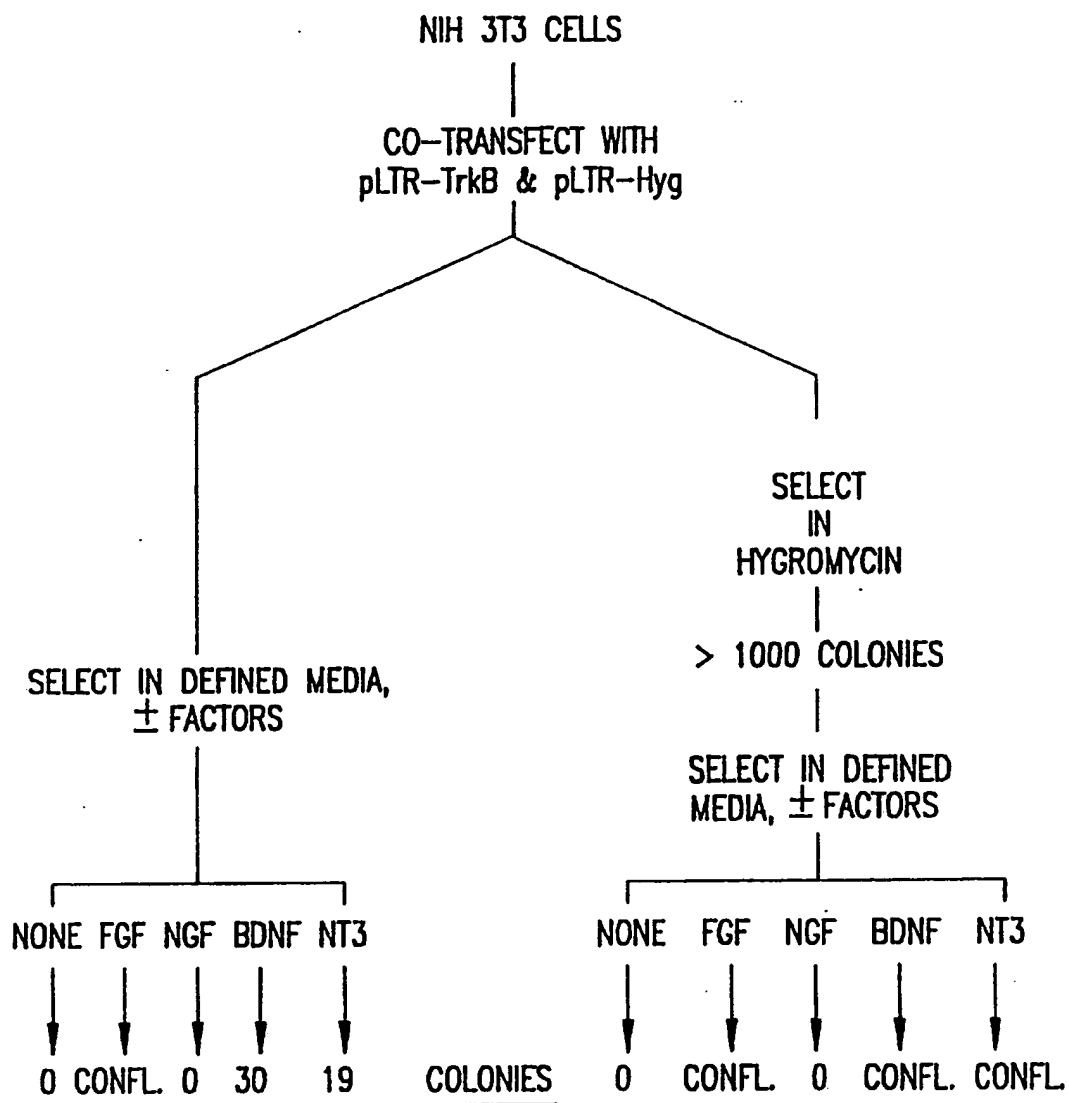 NIH 3T3 CELLS
CO-TRANSFECT WITH
pLTR-TrkB & pLTR-Hyg
SELECT IN DEFINED MEDIA,
± FACTORS
NONE FGF NGF BDNF NT3
0 CONFL. 0 30 19
COLONIES
SELECT
IN
HYGROMYCIN
> 1000 COLONIES
SELECT IN DEFINED
MEDIA, ± FACTORS
NONE FGF NGF BDNF NT3
0 CONFL. 0 CONFL. CONFL.